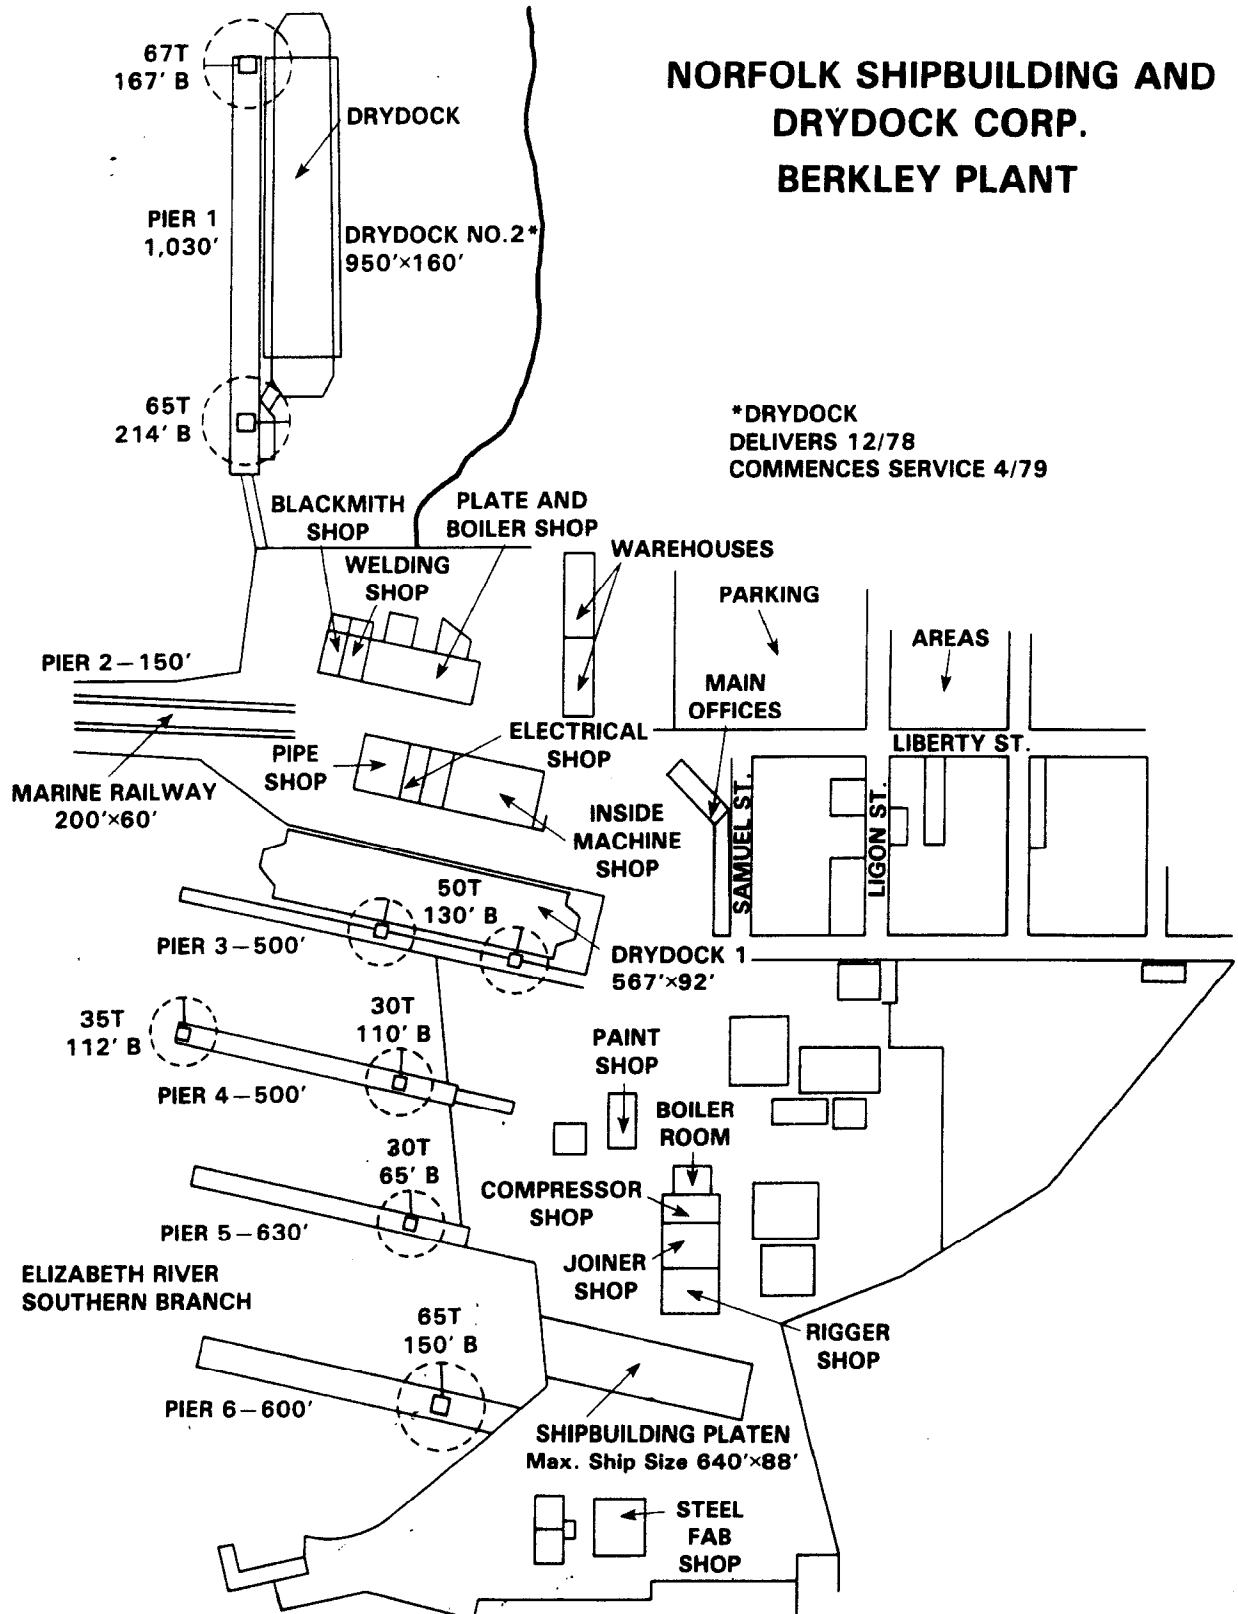 NORFOLK SHIPBUILDING AND
DRYDOCK CORP.
BERKLEY PLANT
67T
167' B
DRYDOCK
PIER 1
1,030'
DRYDOCK NO.2*
950'×160'
65T
214' B
*DRYDOCK
DELIVERS 12/78
COMMENCES SERVICE 4/79
BLACKMITH
SHOP
PLATE AND
BOILER SHOP
WELDING
SHOP
WAREHOUSES
PARKING
AREAS
PIER 2–150'
MAIN
OFFICES
ELECTRICAL
SHOP
LIBERTY ST.
PIPE
SHOP
MARINE RAILWAY
200'×60'
INSIDE
MACHINE
SHOP
SAMUEL ST.
LIGON ST.
50T
130' B
PIER 3–500'
DRYDOCK 1
567'×92'
35T
112' B
30T
110' B
PAINT
SHOP
PIER 4–500'
BOILER
ROOM
30T
65' B
COMPRESSOR
SHOP
PIER 5–630'
JOINER
SHOP
ELIZABETH RIVER
SOUTHERN BRANCH
65T
150' B
RIGGER
SHOP
PIER 6–600'
SHIPBUILDING PLATEN
Max. Ship Size 640'×88'
STEEL
FAB
SHOP